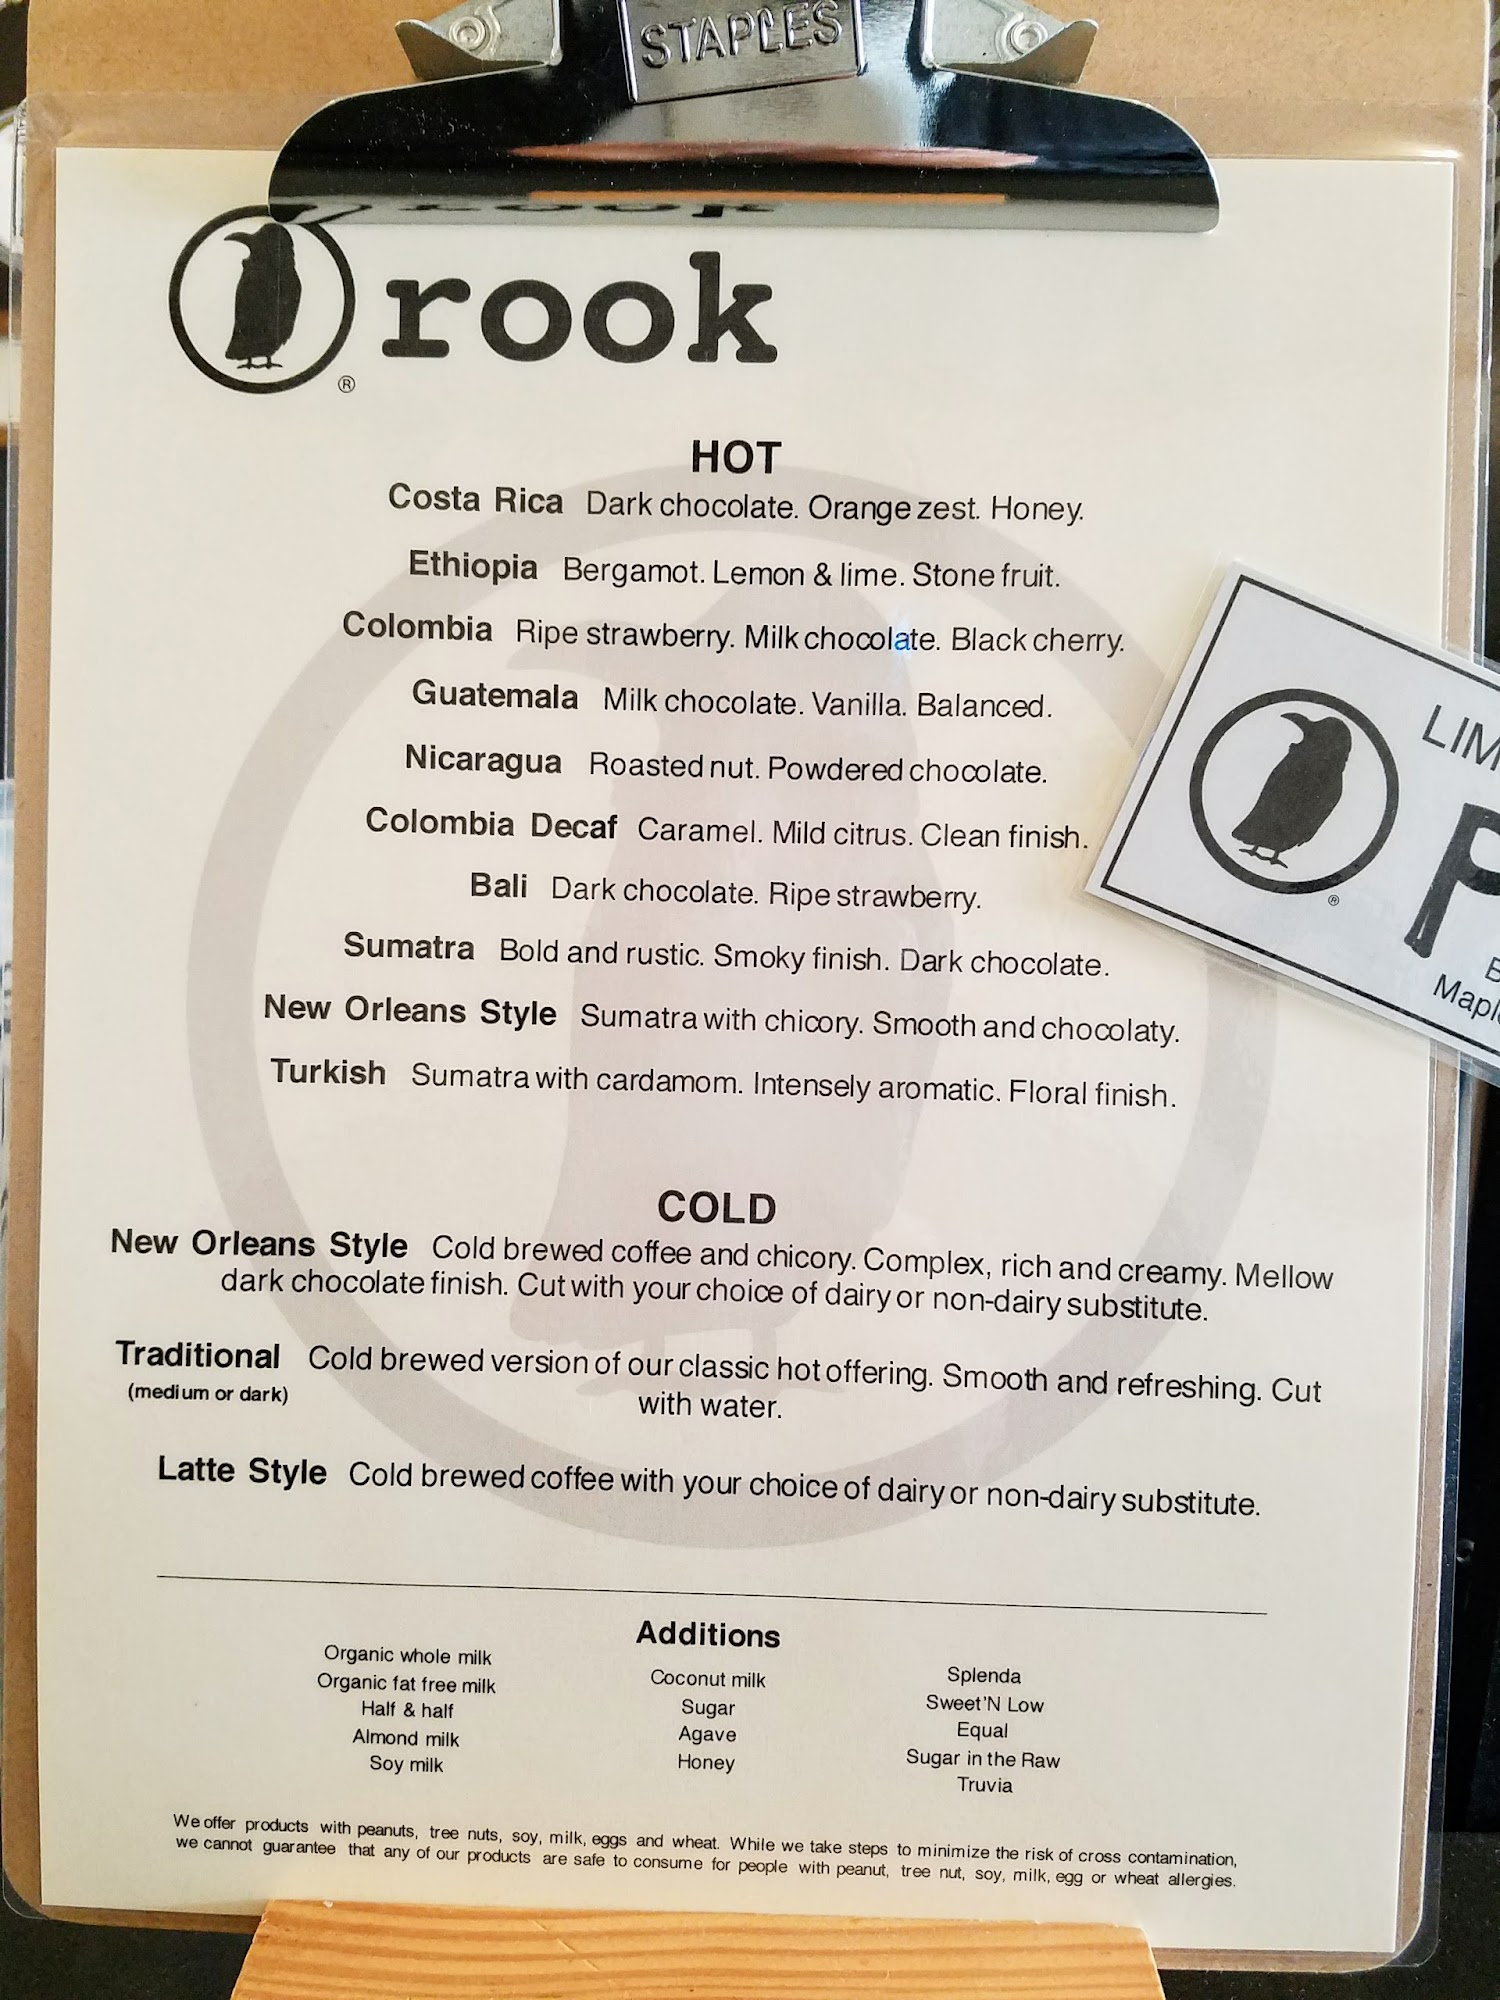 STAPLES
rook
®
HOT
Costa Rica Dark chocolate. Orange zest. Honey.
Ethiopia Bergamot. Lemon & lime. Stone fruit.
Colombia Ripe strawberry. Milk chocolate. Black cherry.
Guatemala Milk chocolate. Vanilla. Balanced.
Nicaragua Roasted nut. Powdered chocolate.
Colombia Decaf Caramel. Mild citrus. Clean finish.
Bali Dark chocolate. Ripe strawberry.
Sumatra Bold and rustic. Smoky finish. Dark chocolate.
New Orleans Style Sumatra with chicory. Smooth and chocolaty.
Turkish Sumatra with cardamom. Intensely aromatic. Floral finish.
®
COLD
New Orleans Style Cold brewed coffee and chicory. Complex, rich and creamy. Mellow
dark chocolate finish. Cut with your choice of dairy or non-dairy substitute.
Traditional Cold brewed version of our classic hot offering. Smooth and refreshing. Cut
(medium or dark) with water.
Latte Style Cold brewed coffee with your choice of dairy or non-dairy substitute.
Additions
Organic whole milk
Organic fat free milk
Half & half
Almond milk
Soy milk
Coconut milk
Sugar
Agave
Honey
Splenda
Sweet'N Low
Equal
Sugar in the Raw
Truvia
We offer products with peanuts, tree nuts, soy, milk, eggs and wheat. While we take steps to minimize the risk of cross contamination,
we cannot guarantee that any of our products are safe to consume for people with peanut, tree nut, soy, milk, egg or wheat allergies.